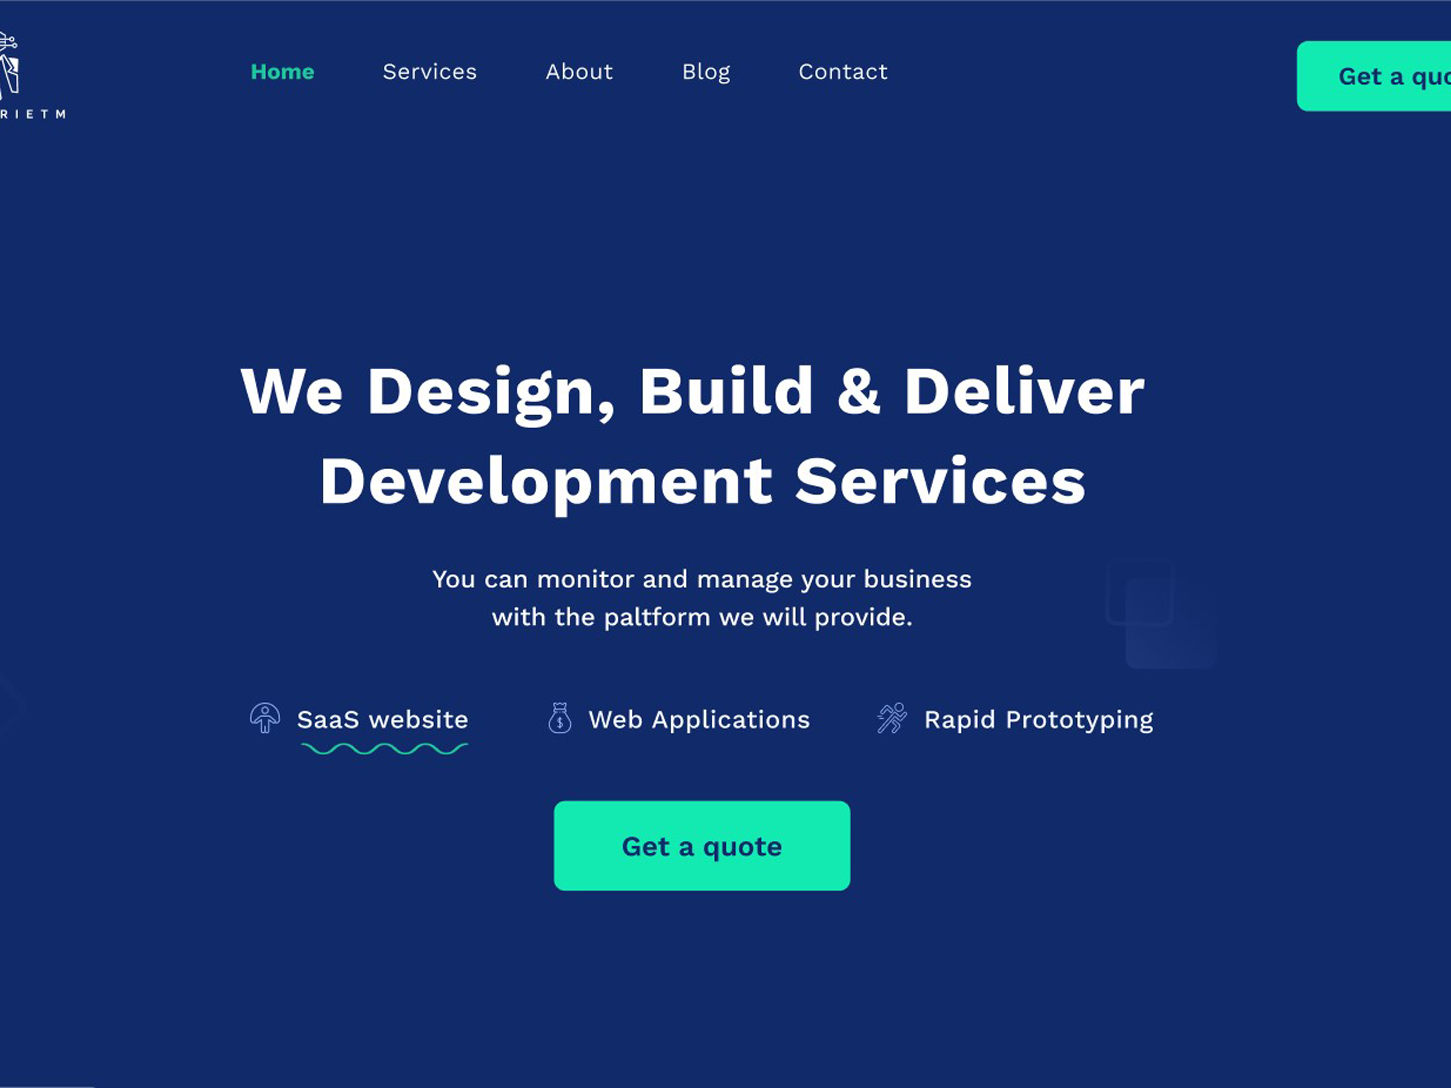 RIETM
Home
Services
About
Blog
Contact
Get a quo
We Design, Build & Deliver
Development Services
You can monitor and manage your business
with the paltform we will provide.
SaaS website
Web Applications
Rapid Prototyping
Get a quote